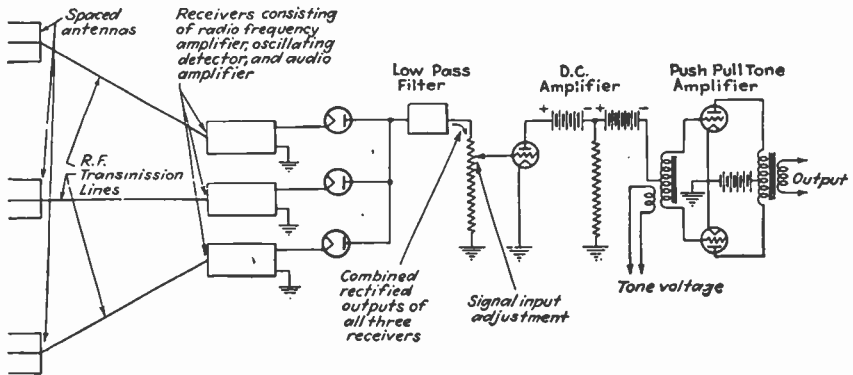 Spaced
antennas
Receivers consisting
of radio frequency
amplifier, oscillating
detector, and audio
amplifier
Low Pass
Filter
D.C.
Amplifier
Push Pull Tone
Amplifier
+ - + -
R.F.
Transmission
Lines
Output
Combined
rectified
outputs of
all three
receivers
Signal input
adjustment
Tone voltage